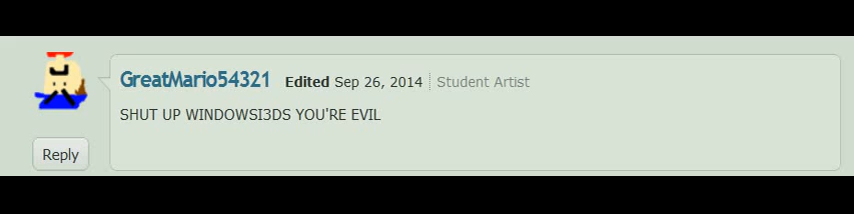 GreatMario54321 Edited Sep 26, 2014 Student Artist
SHUT UP WINDOWSI3DS YOU'RE EVIL
Reply